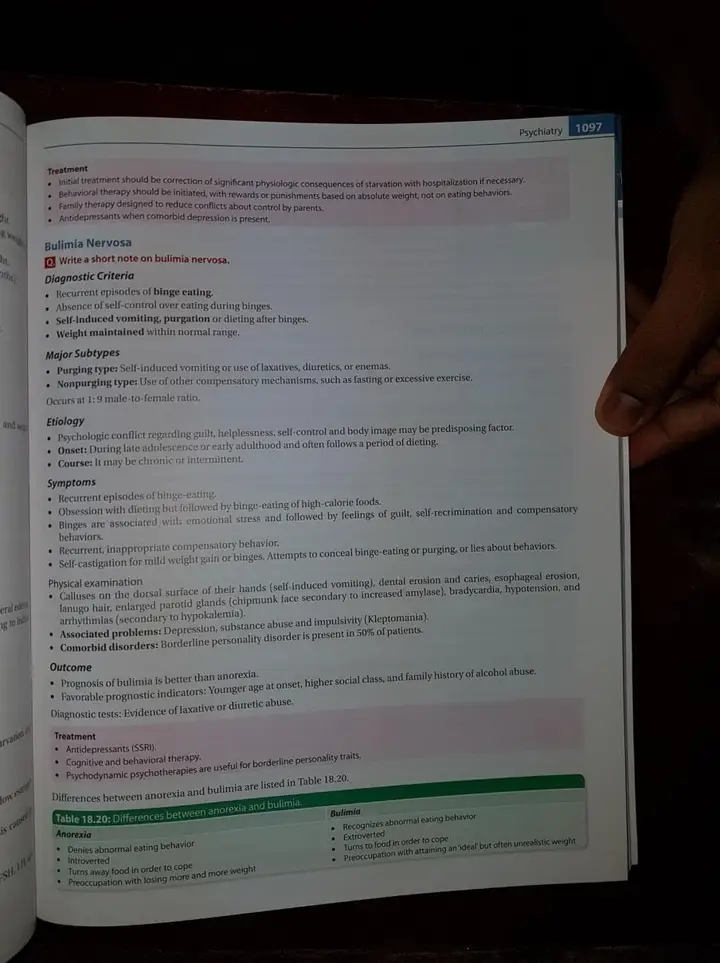 Psychiatry 1097
Treatment
• Initial treatment should be correction of significant physiologic consequences of starvation with hospitalization if necessary.
• Behavioral therapy should be initiated, with rewards or punishments based on absolute weight, not on eating behaviors.
• Family therapy designed to reduce conflicts about control by parents.
• Antidepressants when comorbid depression is present.
Bulimia Nervosa
Q Write a short note on bulimia nervosa.
Diagnostic Criteria
• Recurrent episodes of binge eating.
• Absence of self-control over eating during binges.
• Self-induced vomiting, purgation or dieting after binges.
• Weight maintained within normal range.
Major Subtypes
• Purging type: Self-induced vomiting or use of laxatives, diuretics, or enemas.
• Nonpurging type: Use of other compensatory mechanisms, such as fasting or excessive exercise.
Occurs at 1: 9 male-to-female ratio.
Etiology
• Psychologic conflict regarding guilt, helplessness, self-control and body image may be predisposing factor.
• Onset: During late adolescence or early adulthood and often follows a period of dieting.
• Course: It may be chronic or intermittent.
Symptoms
• Recurrent episodes of binge-eating.
• Obsession with dieting but followed by binge-eating of high-calorie foods.
• Binges are associated with emotional stress and followed by feelings of guilt, self-recrimination and compensatory
behaviors.
• Recurrent, inappropriate compensatory behavior.
• Self-castigation for mild weight gain or binges. Attempts to conceal binge-eating or purging, or lies about behaviors.
Physical examination
• Calluses on the dorsal surface of their hands (self-induced vomiting), dental erosion and caries, esophageal erosion,
lanugo hair, enlarged parotid glands (chipmunk face secondary to increased amylase), bradycardia, hypotension, and
arrhythmias (secondary to hypokalemia).
• Associated problems: Depression, substance abuse and impulsivity (Kleptomania).
• Comorbid disorders: Borderline personality disorder is present in 50% of patients.
Outcome
• Prognosis of bulimia is better than anorexia.
• Favorable prognostic indicators: Younger age at onset, higher social class, and family history of alcohol abuse.
Diagnostic tests: Evidence of laxative or diuretic abuse.
Treatment
• Antidepressants (SSRI).
• Cognitive and behavioral therapy.
• Psychodynamic psychotherapies are useful for borderline personality traits.
Differences between anorexia and bulimia are listed in Table 18.20.
Table 18.20: Differences between anorexia and bulimia.
Anorexia
• Denies abnormal eating behavior
• Introverted
• Turns away food in order to cope
• Preoccupation with losing more and more weight
Bulimia
• Recognizes abnormal eating behavior
• Extroverted
• Turns to food in order to cope
• Preoccupation with attaining an 'ideal' but often unrealistic weight